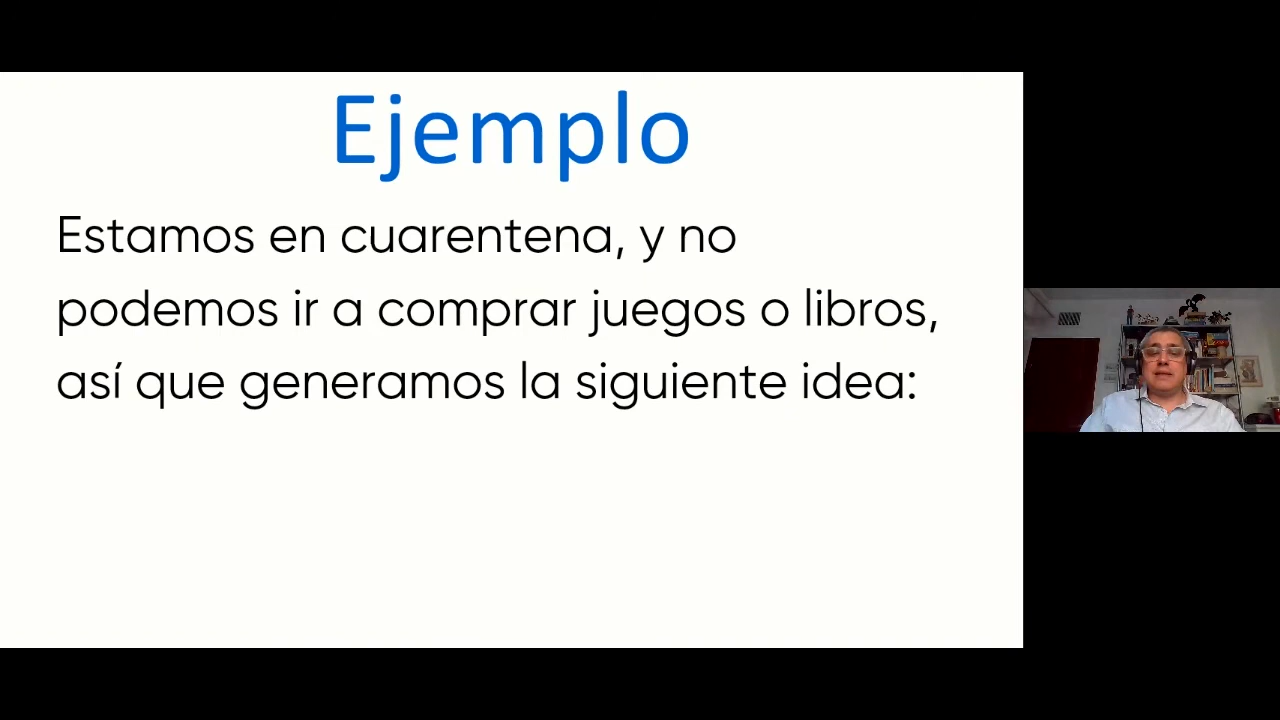 Ejemplo
Estamos en cuarentena, y no
podemos ir a comprar juegos o libros,
así que generamos la siguiente idea: